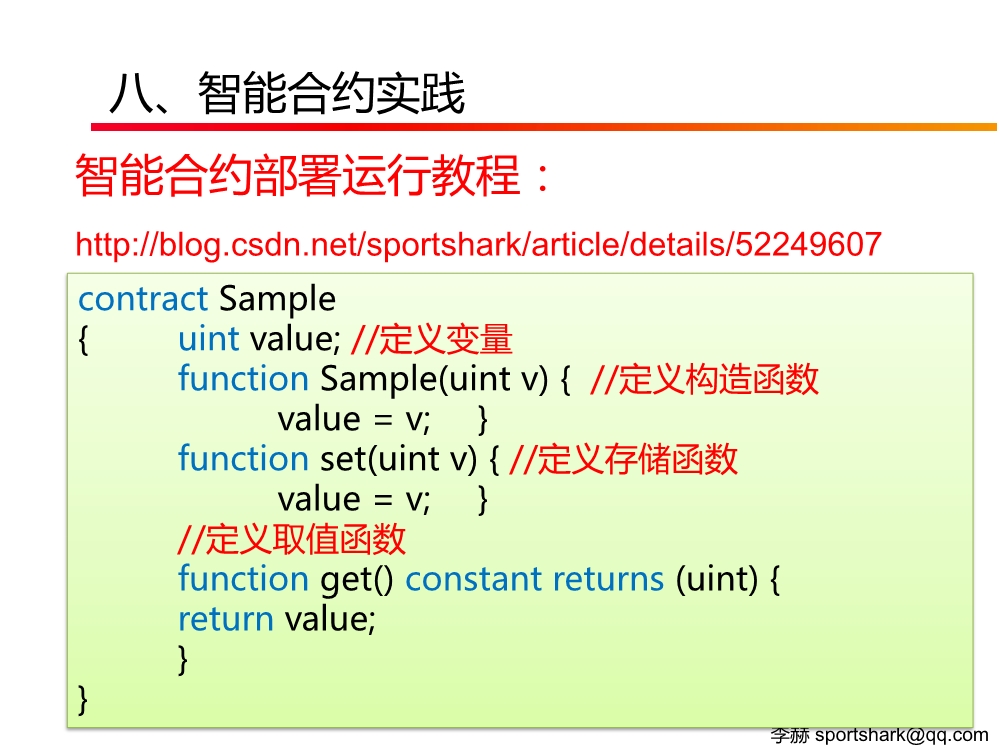 八、智能合约实践
智能合约部署运行教程：
http://blog.csdn.net/sportshark/article/details/52249607
contract Sample
{ uint value; //定义变量
function Sample(uint v) { //定义构造函数
value = v; }
function set(uint v) { //定义存储函数
value = v; }
//定义取值函数
function get() constant returns (uint) {
return value;
}
}
李赫 sportshark@qq.com